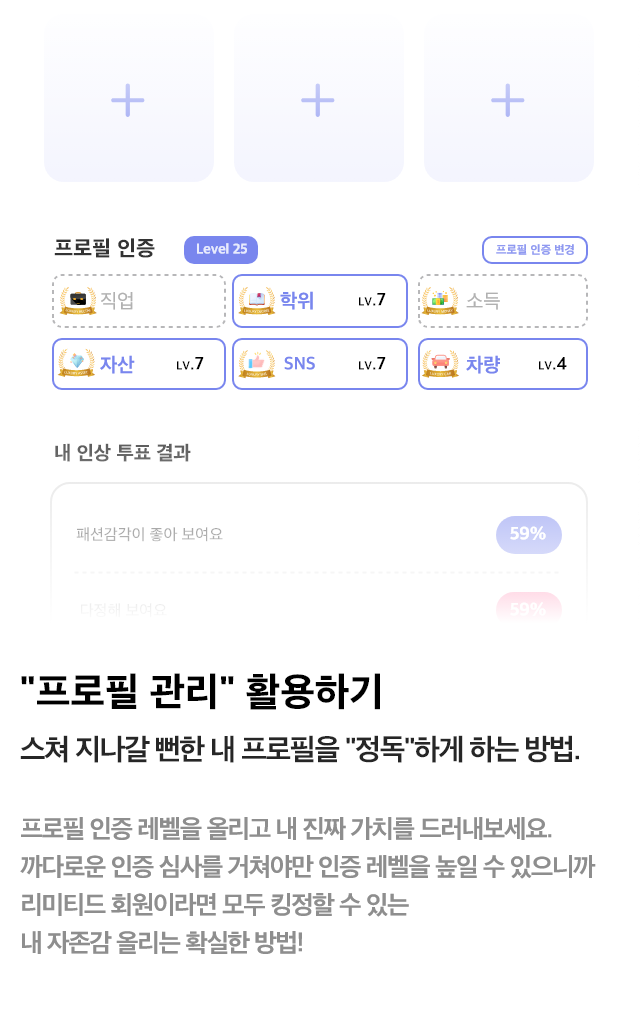 프로필 인증
Level 25
프로필 인증 변경
직업
학위 LV.7
소득
자산 LV.7
SNS LV.7
차량 LV.4
내 인상 투표 결과
패션감각이 좋아 보여요 59%
다정해 보여요 59%
"프로필 관리" 활용하기
스쳐 지나갈 뻔한 내 프로필을 "정독"하게 하는 방법.
프로필 인증 레벨을 올리고 내 진짜 가치를 드러내보세요.
까다로운 인증 심사를 거쳐야만 인증 레벨을 높일 수 있으니까
리미티드 회원이라면 모두 킹정할 수 있는
내 자존감 올리는 확실한 방법!